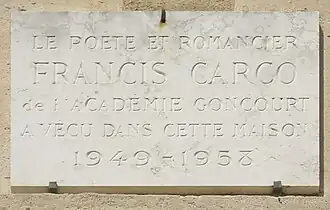 LE POÈTE ET ROMANCIER
FRANCIS CARCO
de l'ACADÉMIE GONCOURT
A VÉCU DANS CETTE MAISON
1949-1958